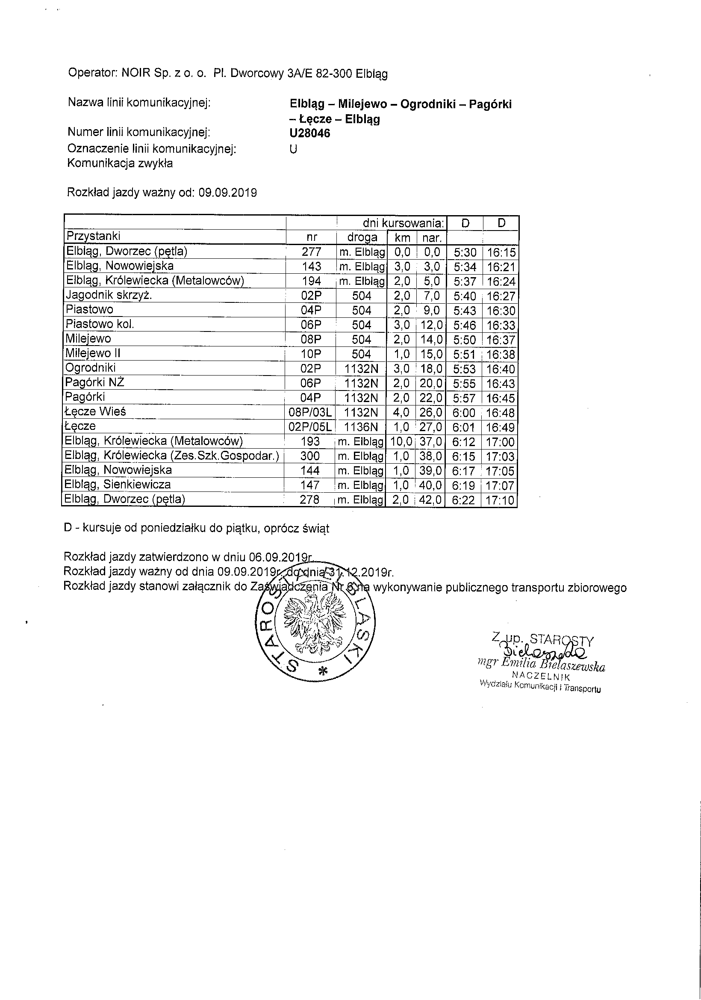 Operator: NOIR Sp. z o. o. Pl. Dworcowy 3A/E 82-300 Elbląg
Nazwa linii komunikacyjnej: Elbląg – Milejewo – Ogrodniki – Pagórki
– Łęcze – Elbląg
Numer linii komunikacyjnej: U28046
Oznaczenie linii komunikacyjnej: U
Komunikacja zwykła
Rozkład jazdy ważny od: 09.09.2019
dni kursowania: D D
Przystanki nr droga km nar.
Elbląg, Dworzec (pętla) 277 m. Elbląg 0,0 0,0 5:30 16:15
Elbląg, Nowowiejska 143 m. Elbląg 3,0 3,0 5:34 16:21
Elbląg, Królewiecka (Metalowców) 194 m. Elbląg 2,0 5,0 5:37 16:24
Jagodnik skrzyż. 02P 504 2,0 7,0 5:40 16:27
Piastowo 04P 504 2,0 9,0 5:43 16:30
Piastowo kol. 06P 504 3,0 12,0 5:46 16:33
Milejewo 08P 504 2,0 14,0 5:50 16:37
Milejewo II 10P 504 1,0 15,0 5:51 16:38
Ogrodniki 02P 1132N 3,0 18,0 5:53 16:40
Pagórki NŻ 06P 1132N 2,0 20,0 5:55 16:43
Pagórki 04P 1132N 2,0 22,0 5:57 16:45
Łęcze Wieś 08P/03L 1132N 4,0 26,0 6:00 16:48
Łęcze 02P/05L 1136N 1,0 27,0 6:01 16:49
Elbląg, Królewiecka (Metalowców) 193 m. Elbląg 10,0 37,0 6:12 17:00
Elbląg, Królewiecka (Zes.Szk.Gospodar.) 300 m. Elbląg 1,0 38,0 6:15 17:03
Elbląg, Nowowiejska 144 m. Elbląg 1,0 39,0 6:17 17:05
Elbląg, Sienkiewicza 147 m. Elbląg 1,0 40,0 6:19 17:07
Elbląg, Dworzec (pętla) 278 m. Elbląg 2,0 42,0 6:22 17:10
D - kursuje od poniedziałku do piątku, oprócz świąt
Rozkład jazdy zatwierdzono w dniu 06.09.2019r.
Rozkład jazdy ważny od dnia 09.09.2019r. do dnia 31.12.2019r.
Rozkład jazdy stanowi załącznik do Zaświadczenia Nr 6 na wykonywanie publicznego transportu zbiorowego
STAROSTA ELBLĄSKI *
Z up. STAROSTY
mgr Emilia Bielaszewska
NACZELNIK
Wydziału Komunikacji i Transportu